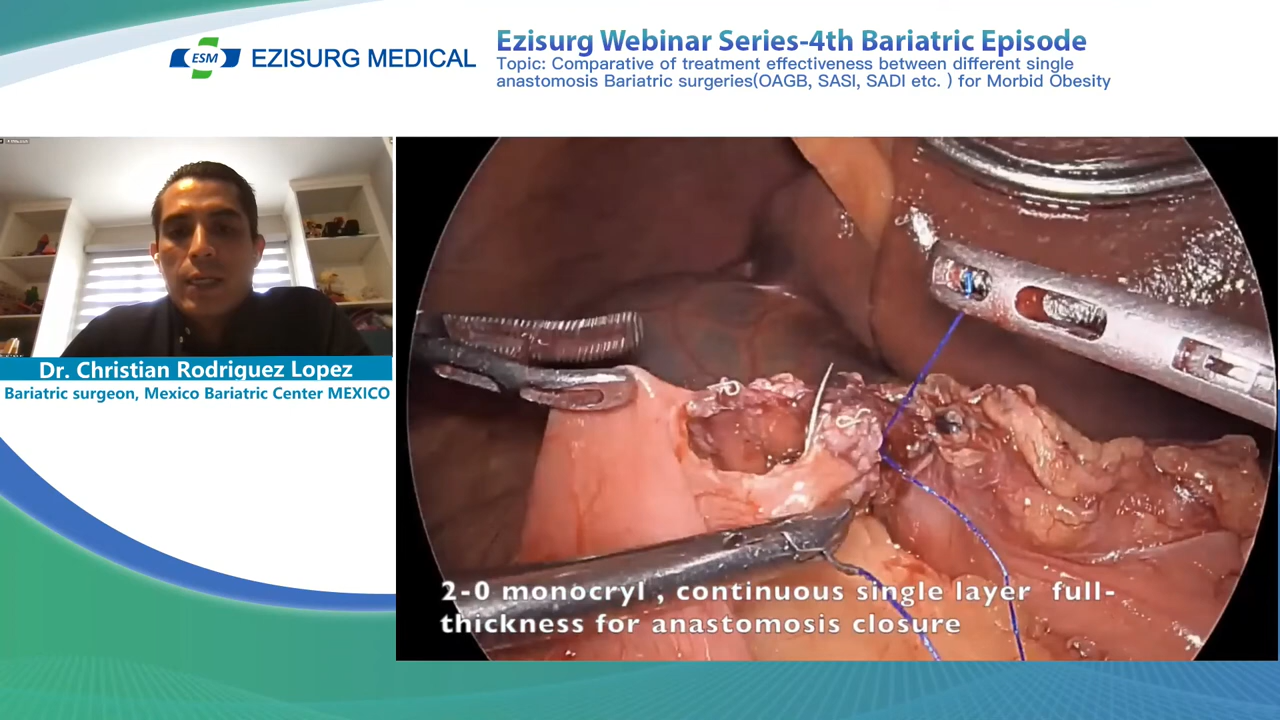 ESM
EZISURG MEDICAL
Ezisurg Webinar Series-4th Bariatric Episode
Topic: Comparative of treatment effectiveness between different single
anastomosis Bariatric surgeries(OAGB, SASI, SADI etc. ) for Morbid Obesity
Dr. Christian Rodriguez Lopez
Bariatric surgeon, Mexico Bariatric Center MEXICO
2-0 monocryl , continuous single layer full-
thickness for anastomosis closure